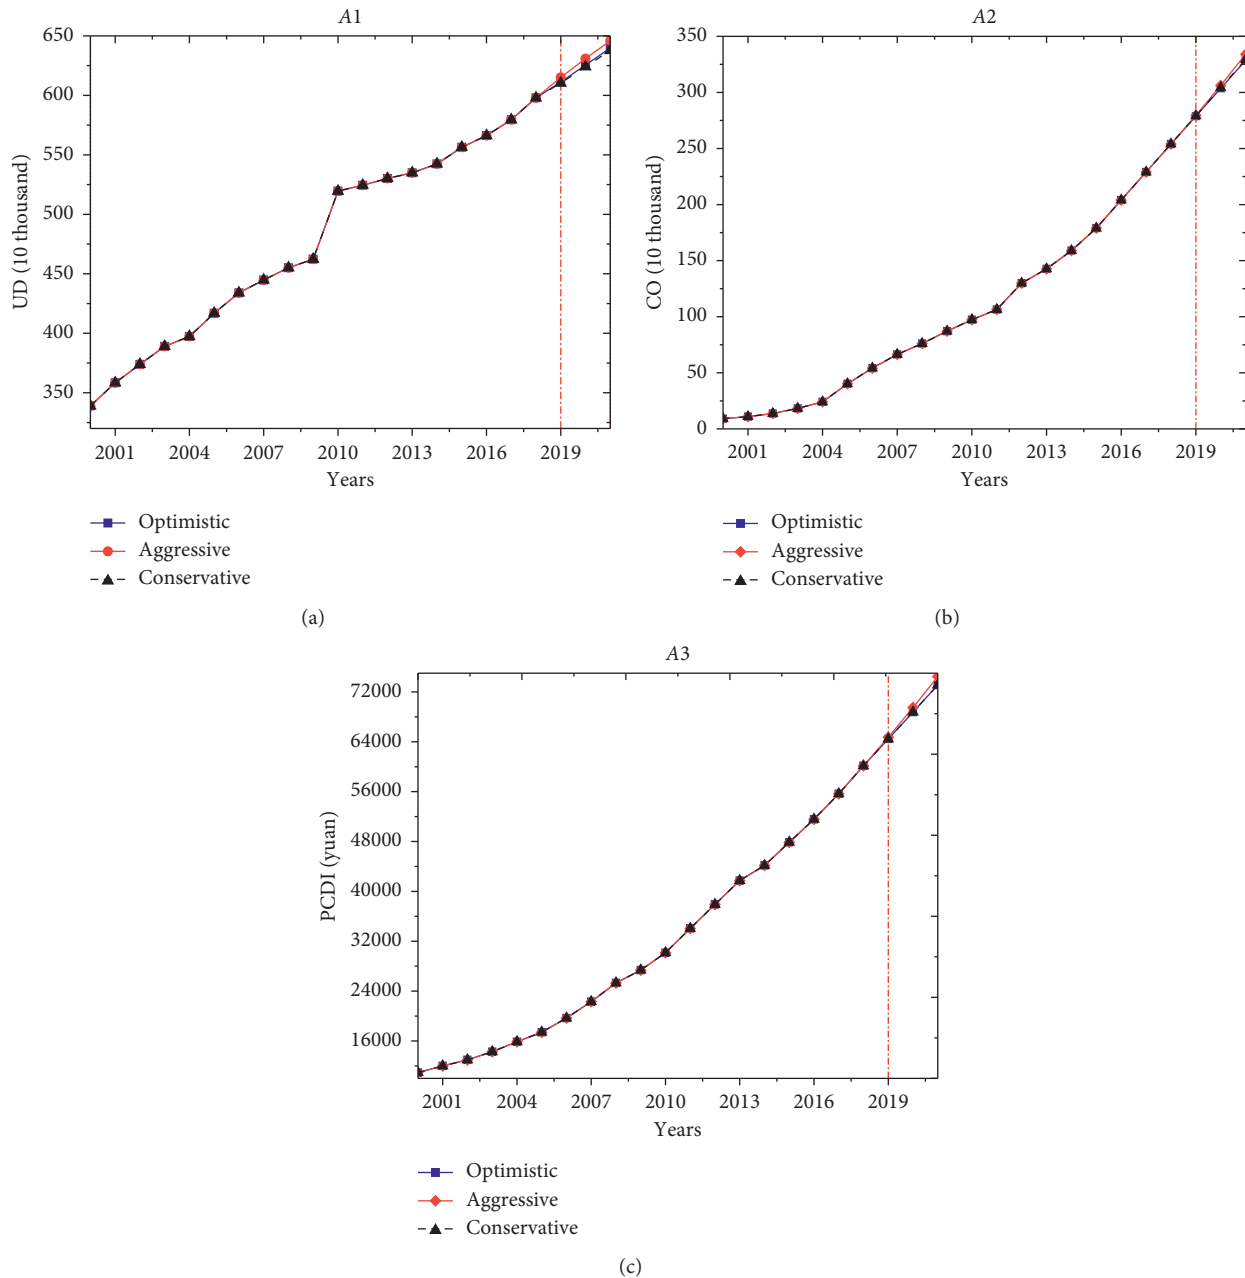 A1
650
600
550
500
450
400
350
UD (10 thousand)
2001 2004 2007 2010 2013 2016 2019
Years
Optimistic
Aggressive
Conservative
(a)
A2
350
300
250
200
150
100
50
0
CO (10 thousand)
2001 2004 2007 2010 2013 2016 2019
Years
Optimistic
Aggressive
Conservative
(b)
A3
72000
64000
56000
48000
40000
32000
24000
16000
PCDI (yuan)
2001 2004 2007 2010 2013 2016 2019
Years
Optimistic
Aggressive
Conservative
(c)